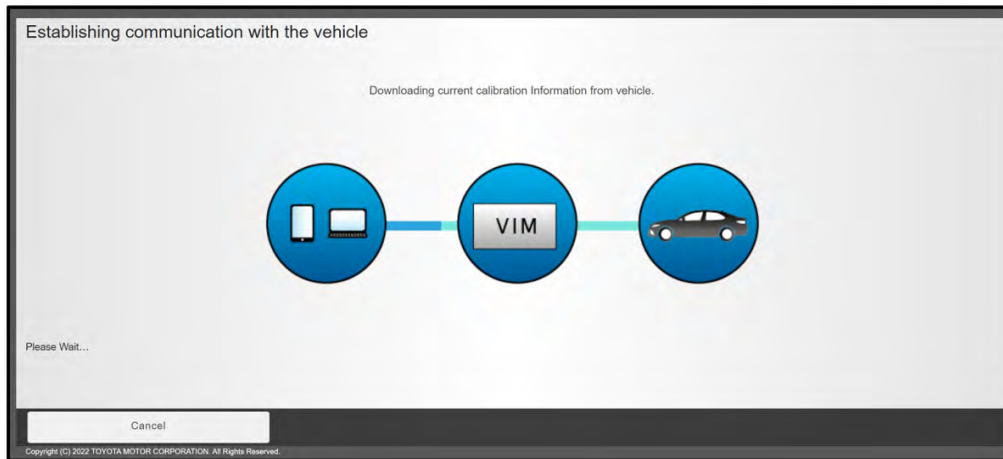 Establishing communication with the vehicle
Downloading current calibration Information from vehicle.
VIM
Please Wait...
Cancel
Copyright (C) 2022 TOYOTA MOTOR CORPORATION. All Rights Reserved.